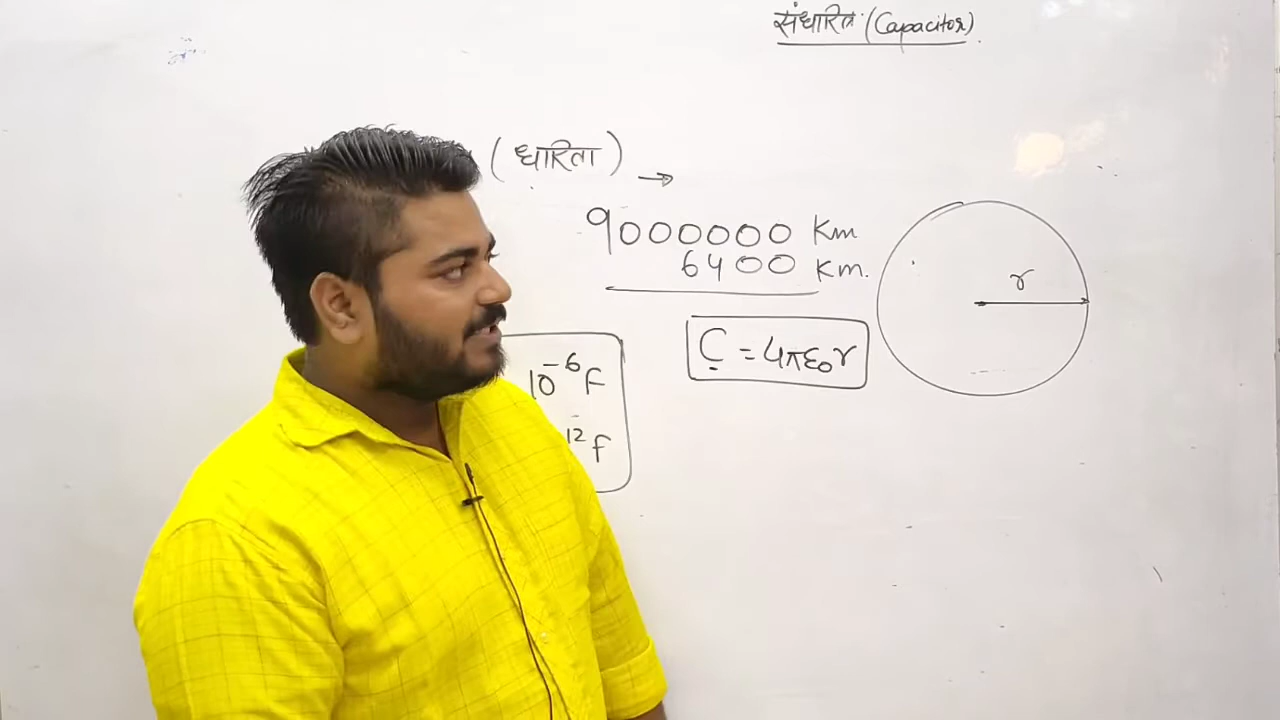 संधारित्र (Capacitor)
(धारिता) →
9000000 Km
6400 Km.
r
C = 4πε₀r
10⁻⁶ F
12 F